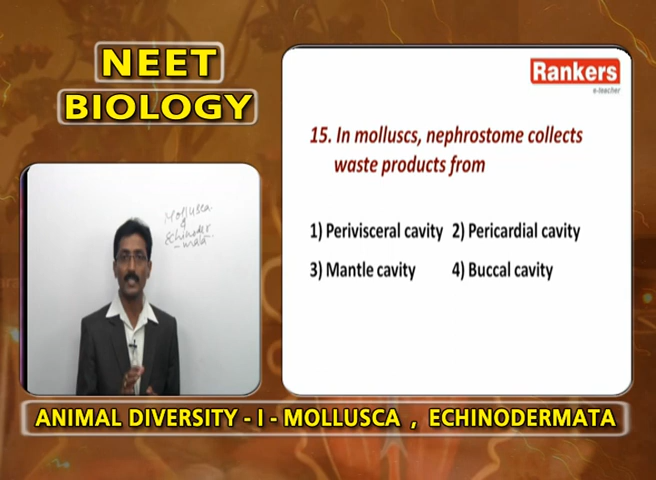 NEET
BIOLOGY
Rankers
e-teacher
15. In molluscs, nephrostome collects
waste products from
1) Perivisceral cavity 2) Pericardial cavity
3) Mantle cavity 4) Buccal cavity
Mollusca
&
Echinoder
-mata
ANIMAL DIVERSITY - I - MOLLUSCA , ECHINODERMATA